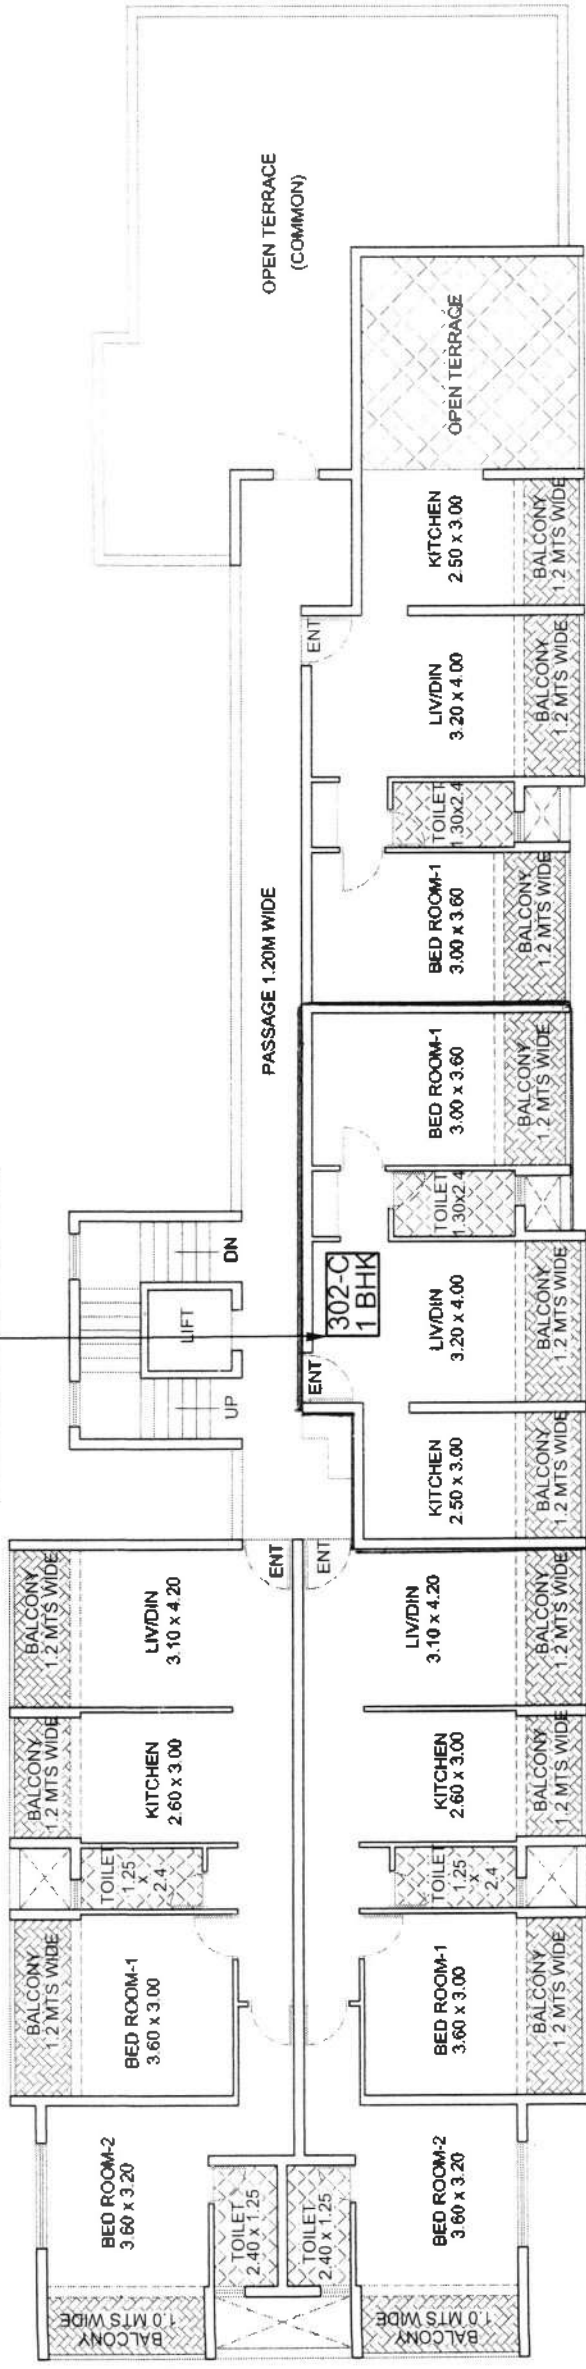 BALCONY
1.0 MTS WIDE
BED ROOM-2
3.60 x 3.20
TOILET
2.40 x 1.25
BALCONY
1.2 MTS WIDE
BED ROOM-1
3.60 x 3.00
TOILET
1.25
x
2.4
BALCONY
1.2 MTS WIDE
KITCHEN
2.60 x 3.00
BALCONY
1.2 MTS WIDE
LIV/DIN
3.10 x 4.20
ENT
UP
LIFT
DN
PASSAGE 1.20M WIDE
OPEN TERRACE
(COMMON)
BALCONY
1.0 MTS WIDE
BED ROOM-2
3.60 x 3.20
TOILET
2.40 x 1.25
BED ROOM-1
3.60 x 3.00
BALCONY
1.2 MTS WIDE
TOILET
1.25
x
2.4
KITCHEN
2.60 x 3.00
BALCONY
1.2 MTS WIDE
ENT
LIV/DIN
3.10 x 4.20
BALCONY
1.2 MTS WIDE
KITCHEN
2.50 x 3.00
BALCONY
1.2 MTS WIDE
ENT
302-C
1 BHK
LIV/DIN
3.20 x 4.00
BALCONY
1.2 MTS WIDE
TOILET
1.30x2.4
BED ROOM-1
3.00 x 3.60
BALCONY
1.2 MTS WIDE
BED ROOM-1
3.00 x 3.60
BALCONY
1.2 MTS WIDE
TOILET
1.30x2.4
ENT
LIV/DIN
3.20 x 4.00
BALCONY
1.2 MTS WIDE
KITCHEN
2.50 x 3.00
BALCONY
1.2 MTS WIDE
OPEN TERRAGE